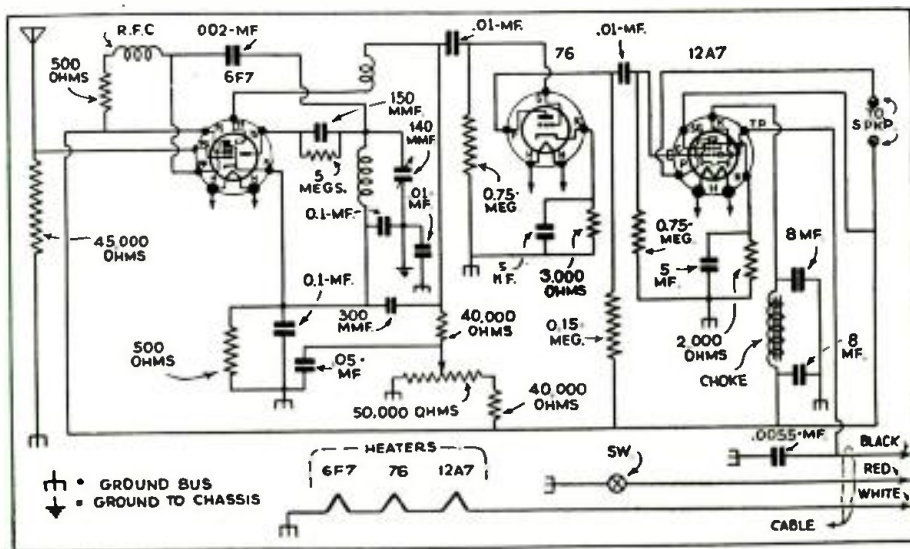 R.F.C
500
OHMS
.002-MF
6F7
150
MMF
140
MMF
5
MEGS.
0.1-MF.
.01
MF.
45,000
OHMS
0.1-MF.
300
MMF.
500
OHMS
.05-
MF
40,000
OHMS
50,000 OHMS
40,000
OHMS
.01-MF.
76
0.75-
MEG.
5
MF.
3,000
OHMS
0.15-
MEG.
.01-MF.
12A7
TP
TO
SPKR
0.75-
MEG.
5
MF.
2,000
OHMS
8 MF.
CHOKE
8
MF.
.0055-MF.
BLACK
RED
WHITE
CABLE
SW.
HEATERS
6F7 76 12A7
• GROUND BUS
• GROUND TO CHASSIS